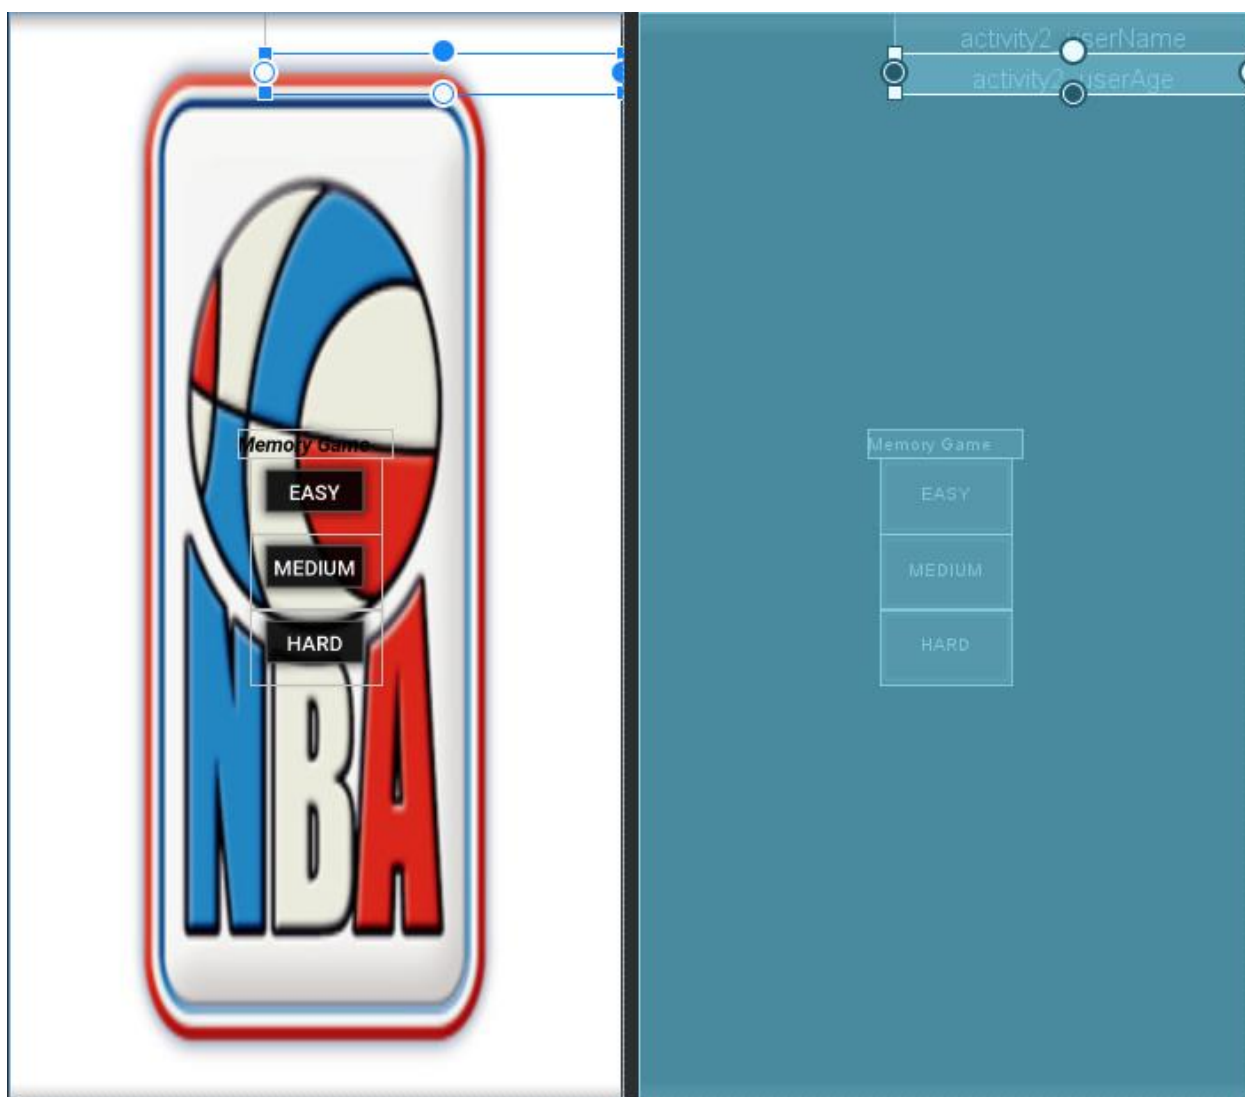 Memory Game
EASY
MEDIUM
HARD
NBA
activity2_userName
activity2_userAge
Memory Game
EASY
MEDIUM
HARD